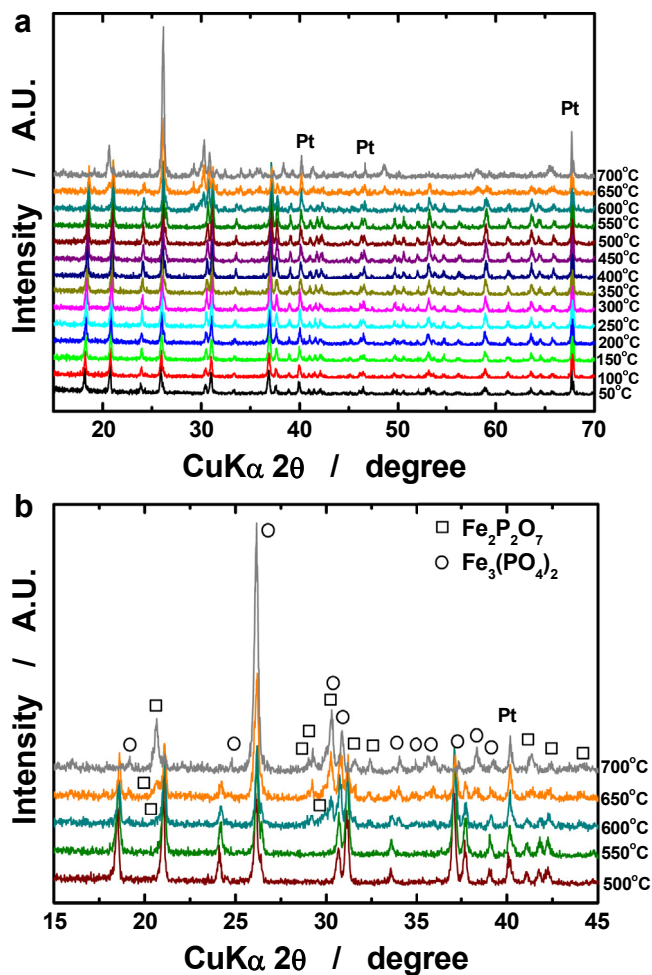 a
Pt
Pt
Pt
700°C
650°C
600°C
550°C
500°C
450°C
400°C
350°C
300°C
250°C
200°C
150°C
100°C
50°C
Intensity / A.U.
20 30 40 50 60 70
CuKα 2θ / degree
b
Fe₂P₂O₇
Fe₃(PO₄)₂
Pt
700°C
650°C
600°C
550°C
500°C
Intensity / A.U.
15 20 25 30 35 40 45
CuKα 2θ / degree